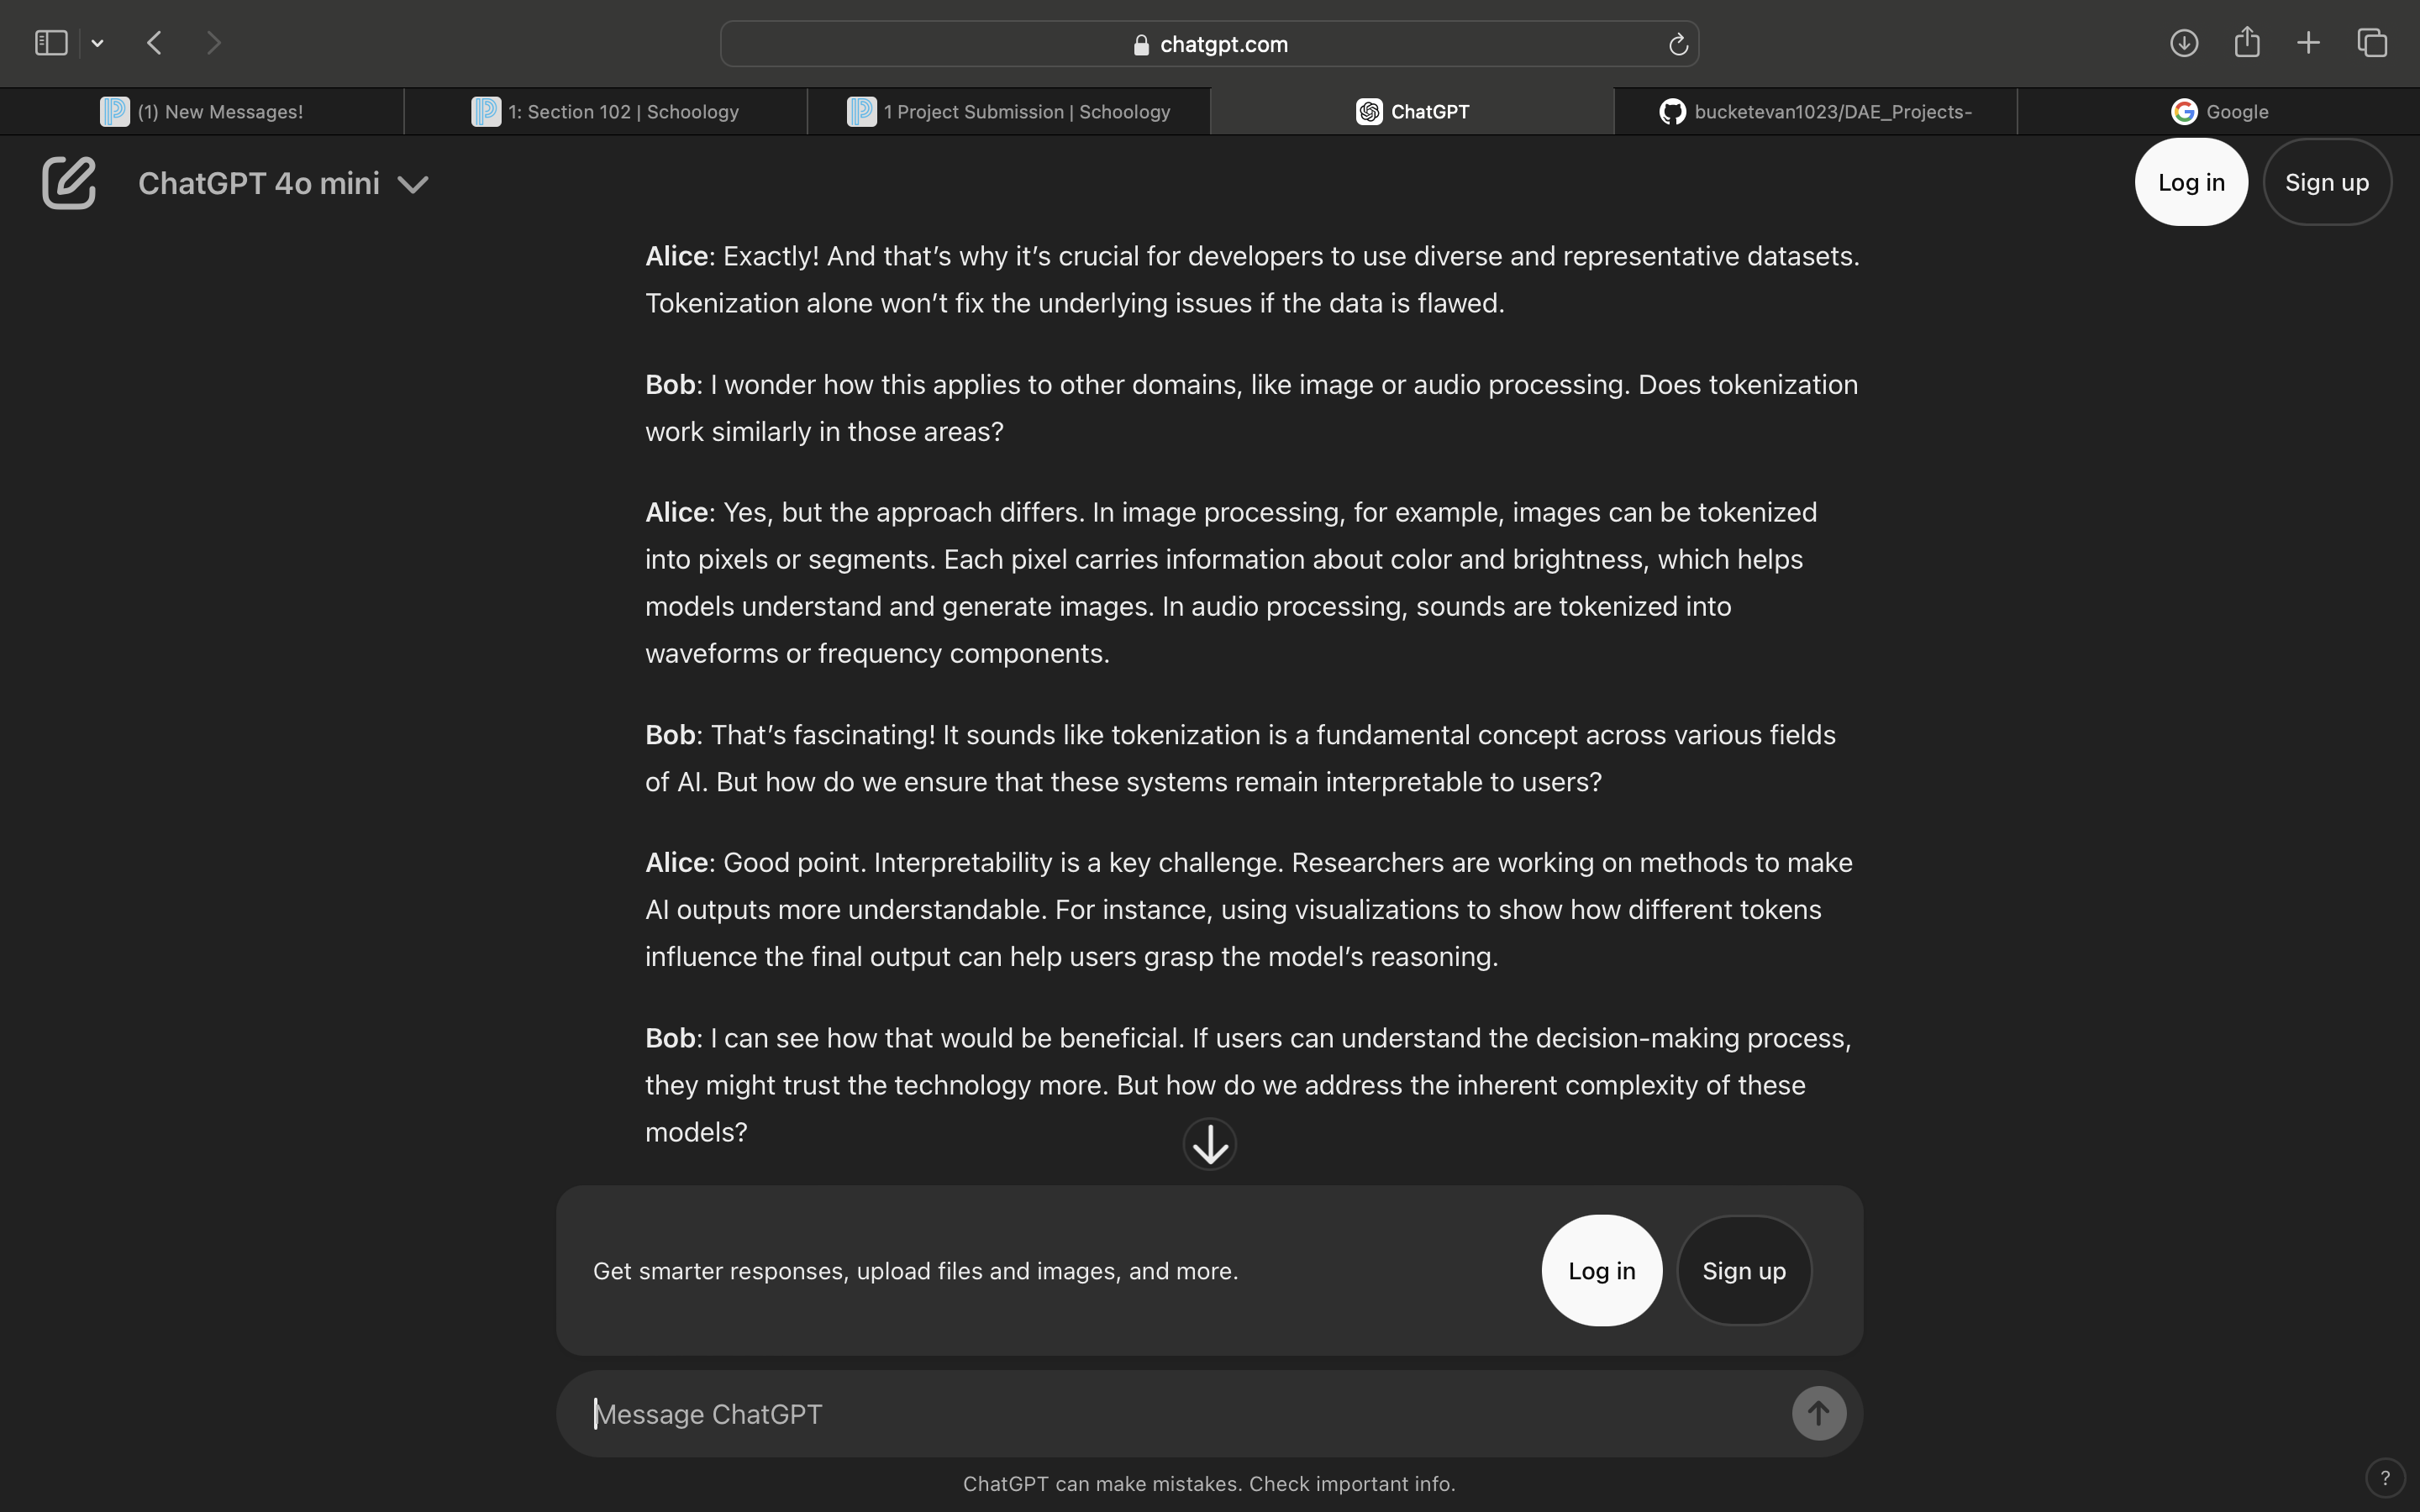 chatgpt.com
(1) New Messages!
1: Section 102 | Schoology
1 Project Submission | Schoology
ChatGPT
bucketevan1023/DAE_Projects-
Google
ChatGPT 4o mini
Log in
Sign up
Alice: Exactly! And that’s why it’s crucial for developers to use diverse and representative datasets.
Tokenization alone won’t fix the underlying issues if the data is flawed.
Bob: I wonder how this applies to other domains, like image or audio processing. Does tokenization
work similarly in those areas?
Alice: Yes, but the approach differs. In image processing, for example, images can be tokenized
into pixels or segments. Each pixel carries information about color and brightness, which helps
models understand and generate images. In audio processing, sounds are tokenized into
waveforms or frequency components.
Bob: That’s fascinating! It sounds like tokenization is a fundamental concept across various fields
of AI. But how do we ensure that these systems remain interpretable to users?
Alice: Good point. Interpretability is a key challenge. Researchers are working on methods to make
AI outputs more understandable. For instance, using visualizations to show how different tokens
influence the final output can help users grasp the model’s reasoning.
Bob: I can see how that would be beneficial. If users can understand the decision-making process,
they might trust the technology more. But how do we address the inherent complexity of these
models?
Get smarter responses, upload files and images, and more.
Log in
Sign up
Message ChatGPT
ChatGPT can make mistakes. Check important info.
?